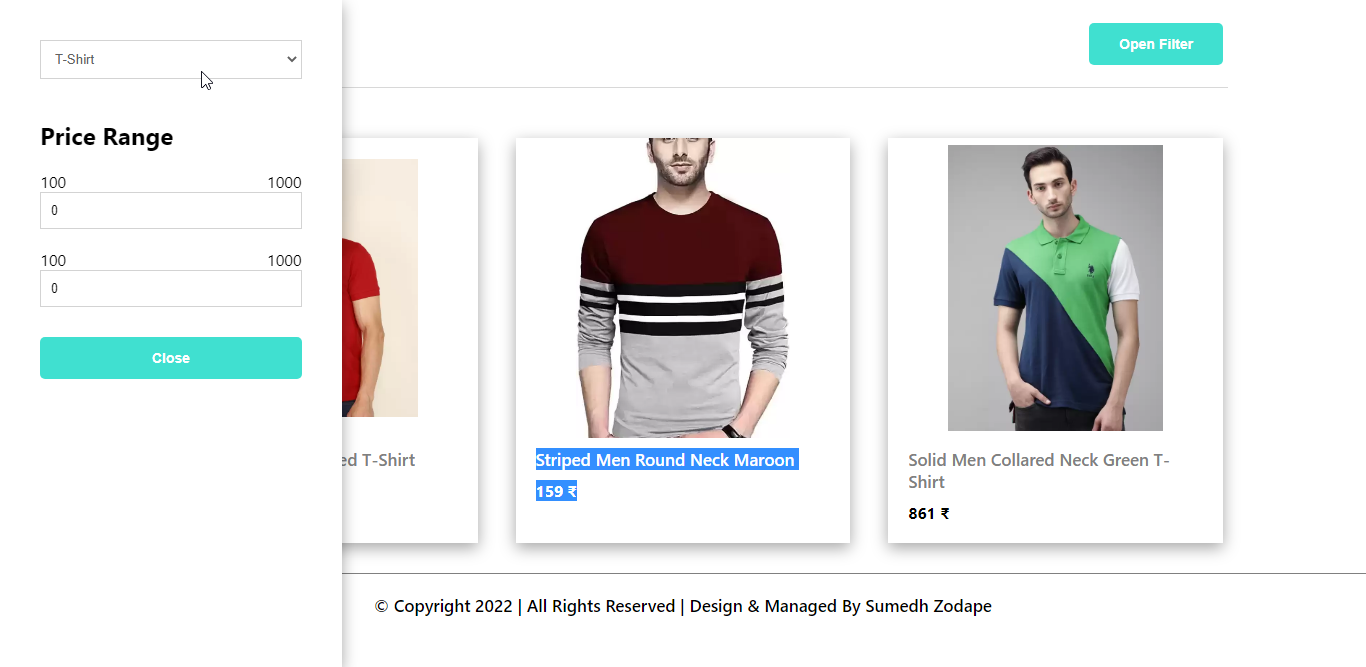 T-Shirt
Price Range
100 1000
0
100 1000
0
Close
Open Filter
ed T-Shirt
Striped Men Round Neck Maroon
159 ₹
Solid Men Collared Neck Green T-
Shirt
861 ₹
© Copyright 2022 | All Rights Reserved | Design & Managed By Sumedh Zodape